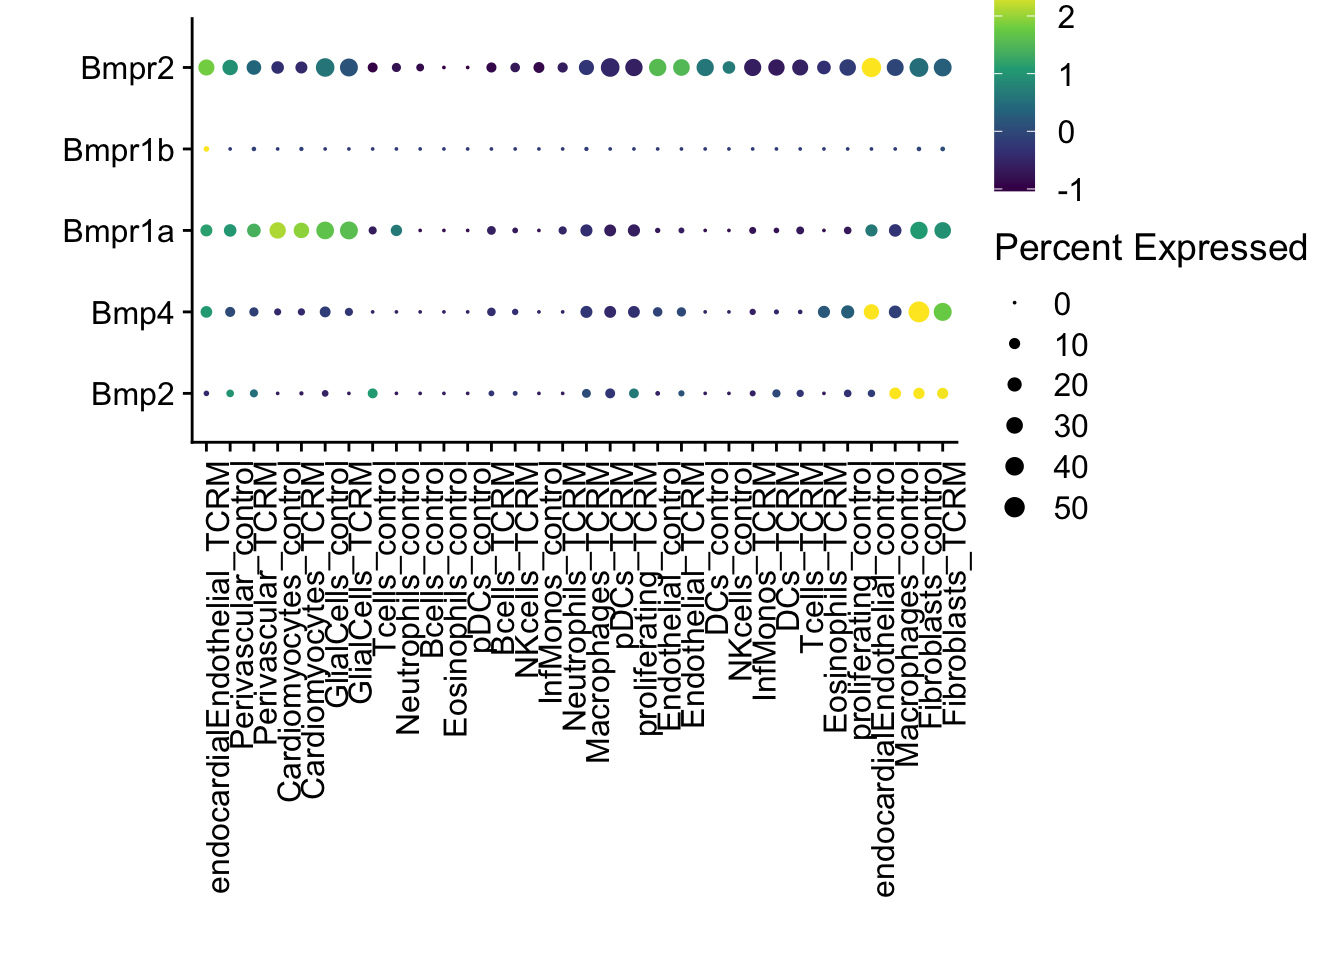 Bmpr2
Bmpr1b
Bmpr1a
Bmp4
Bmp2
endocardialEndothelial_TCRM
Perivascular_control
Perivascular_TCRM
Cardiomyocytes_control
Cardiomyocytes_TCRM
GlialCells_control
GlialCells_TCRM
Tcells_control
Neutrophils_control
Bcells_control
Eosinophils_control
pDCs_control
Bcells_TCRM
NKcells_TCRM
InfMonos_control
Neutrophils_TCRM
Macrophages_TCRM
pDCs_TCRM
proliferating_TCRM
Endothelial_control
Endothelial_TCRM
DCs_control
NKcells_control
InfMonos_TCRM
DCs_TCRM
Tcells_TCRM
Eosinophils_TCRM
proliferating_control
endocardialEndothelial_control
Macrophages_control
Fibroblasts_control
Fibroblasts_TCRM
2
1
0
-1
Percent Expressed
0
10
20
30
40
50